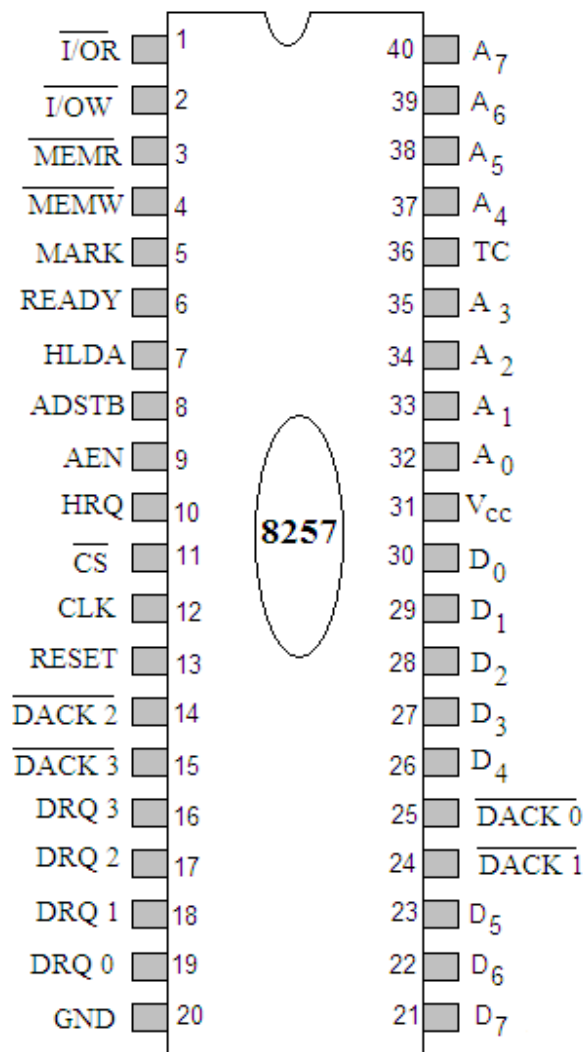 I/OR 1 40 A7
I/OW 2 39 A6
MEMR 3 38 A5
MEMW 4 37 A4
MARK 5 36 TC
READY 6 35 A3
HLDA 7 34 A2
ADSTB 8 33 A1
AEN 9 32 A0
HRQ 10 31 VCC
8257
CS 11 30 D0
CLK 12 29 D1
RESET 13 28 D2
DACK 2 14 27 D3
DACK 3 15 26 D4
DRQ 3 16 25 DACK 0
DRQ 2 17 24 DACK 1
DRQ 1 18 23 D5
DRQ 0 19 22 D6
GND 20 21 D7